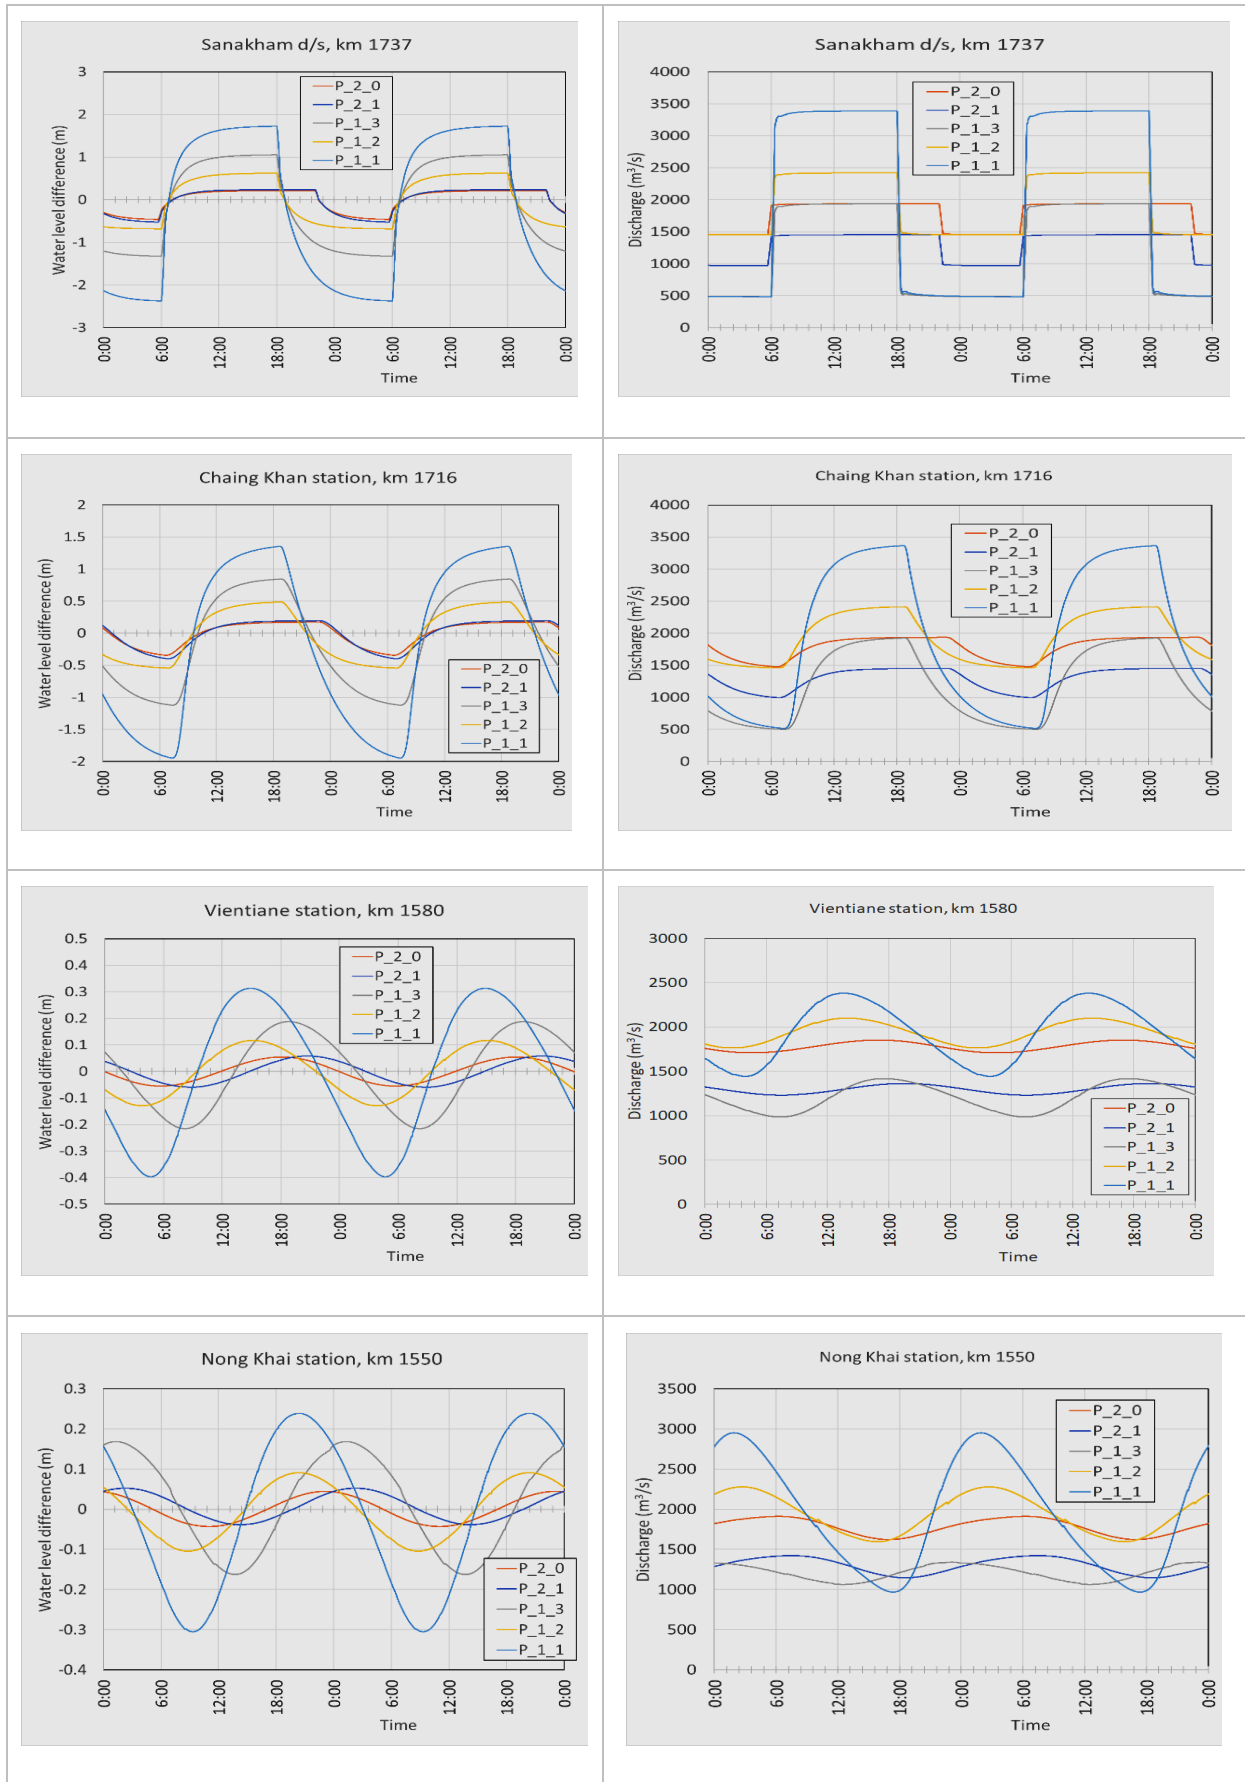 Sanakham d/s, km 1737
Water level difference (m)
3
2
1
0
-1
-2
-3
P_2_0
P_2_1
P_1_3
P_1_2
P_1_1
0:00
6:00
12:00
18:00
0:00
6:00
12:00
18:00
0:00
Time
Sanakham d/s, km 1737
Discharge (m³/s)
4000
3500
3000
2500
2000
1500
1000
500
0
P_2_0
P_2_1
P_1_3
P_1_2
P_1_1
0:00
6:00
12:00
18:00
0:00
6:00
12:00
18:00
0:00
Time
Chaing Khan station, km 1716
Water level difference (m)
2
1.5
1
0.5
0
-0.5
-1
-1.5
-2
P_2_0
P_2_1
P_1_3
P_1_2
P_1_1
0:00
6:00
12:00
18:00
0:00
6:00
12:00
18:00
0:00
Time
Chaing Khan station, km 1716
Discharge (m³/s)
4000
3500
3000
2500
2000
1500
1000
500
0
P_2_0
P_2_1
P_1_3
P_1_2
P_1_1
0:00
6:00
12:00
18:00
0:00
6:00
12:00
18:00
0:00
Time
Vientiane station, km 1580
Water level difference (m)
0.5
0.4
0.3
0.2
0.1
0
-0.1
-0.2
-0.3
-0.4
-0.5
P_2_0
P_2_1
P_1_3
P_1_2
P_1_1
0:00
6:00
12:00
18:00
0:00
6:00
12:00
18:00
0:00
Time
Vientiane station, km 1580
Discharge (m³/s)
3000
2500
2000
1500
1000
500
0
P_2_0
P_2_1
P_1_3
P_1_2
P_1_1
0:00
6:00
12:00
18:00
0:00
6:00
12:00
18:00
0:00
Time
Nong Khai station, km 1550
Water level difference (m)
0.3
0.2
0.1
0
-0.1
-0.2
-0.3
-0.4
P_2_0
P_2_1
P_1_3
P_1_2
P_1_1
0:00
6:00
12:00
18:00
0:00
6:00
12:00
18:00
0:00
Time
Nong Khai station, km 1550
Discharge (m³/s)
3500
3000
2500
2000
1500
1000
500
0
P_2_0
P_2_1
P_1_3
P_1_2
P_1_1
0:00
6:00
12:00
18:00
0:00
6:00
12:00
18:00
0:00
Time